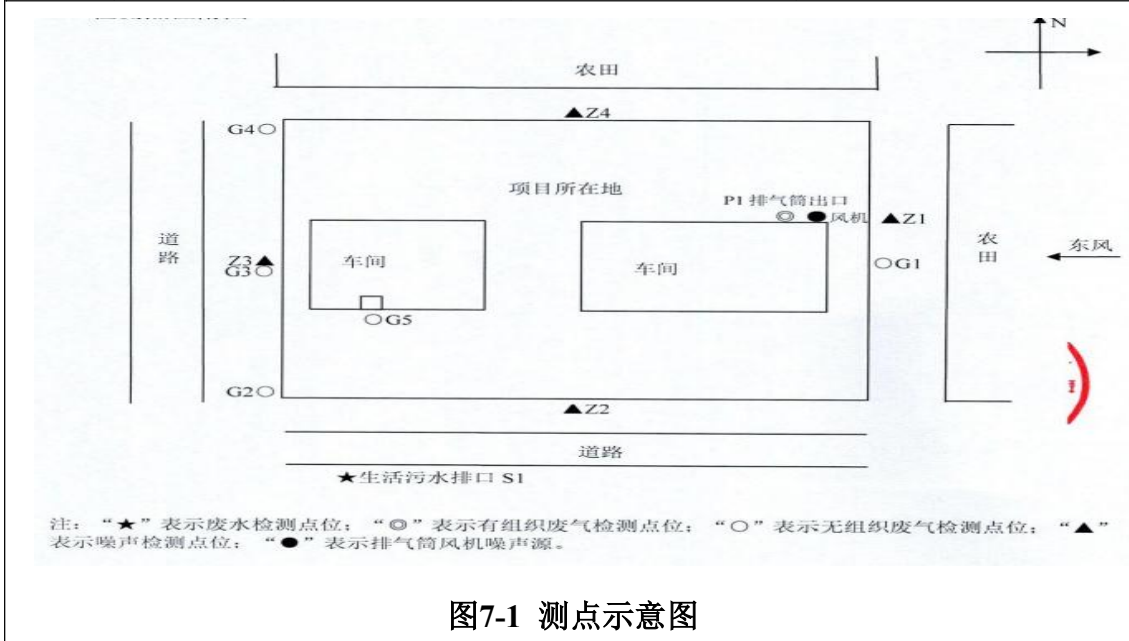 N
农田
▲Z4
G4○
项目所在地
P1 排气筒出口
◎ ●风机
▲Z1
道路
Z3▲
G3○
车间
车间
○G1
农田
东风
○G5
G2○
▲Z2
道路
★生活污水排口 S1
注：“★”表示废水检测点位；“◎”表示有组织废气检测点位；“○”表示无组织废气检测点位；“▲”
表示噪声检测点位；“●”表示排气筒风机噪声源。
图7-1 测点示意图